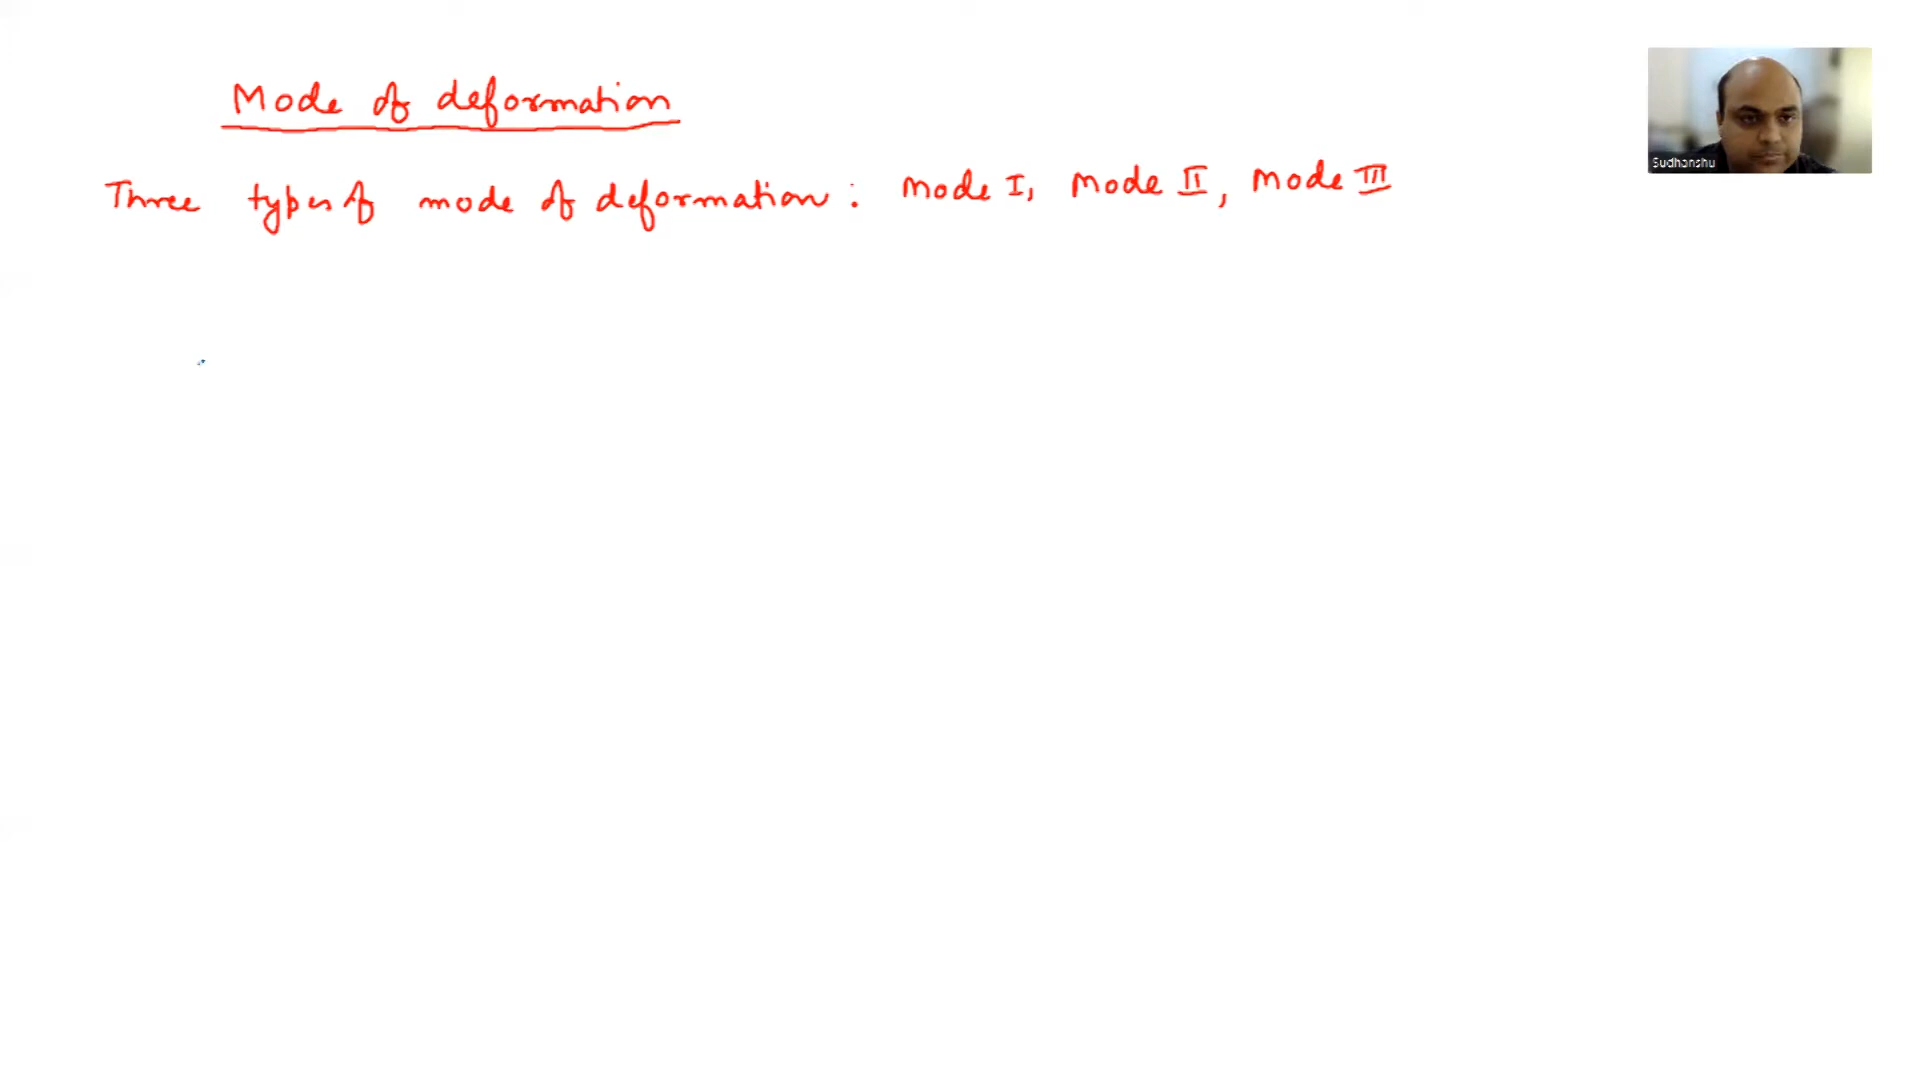 Mode of deformation
Three types of mode of deformation : Mode I, Mode II, Mode III
Sudhanshu